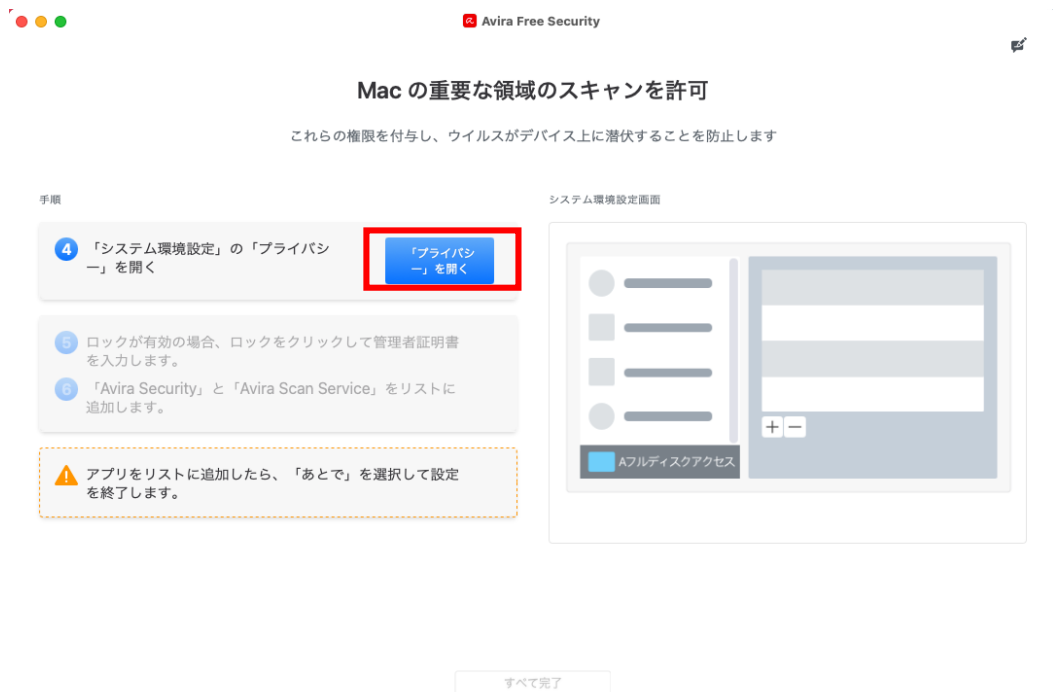 Avira Free Security
Mac の重要な領域のスキャンを許可
これらの権限を付与し、ウイルスがデバイス上に潜伏することを防止します
手順
4 「システム環境設定」の「プライバシ
ー」を開く
「プライバシ
ー」を開く
5 ロックが有効の場合、ロックをクリックして管理者証明書
を入力します。
6 「Avira Security」と「Avira Scan Service」をリストに
追加します。
アプリをリストに追加したら、「あとで」を選択して設定
を終了します。
システム環境設定画面
Aフルディスクアクセス
すべて完了